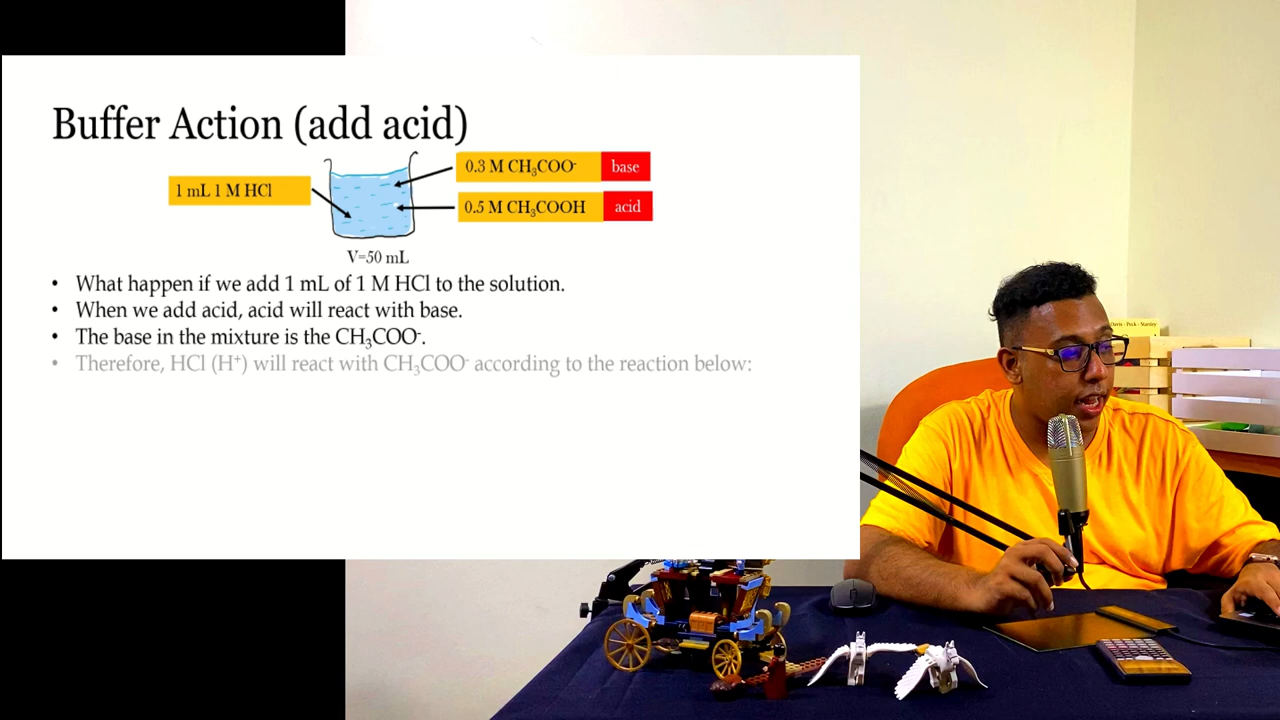 Buffer Action (add acid)
0.3 M CH₃COO⁻ base
1 mL 1 M HCl
0.5 M CH₃COOH acid
V=50 mL
• What happen if we add 1 mL of 1 M HCl to the solution.
• When we add acid, acid will react with base.
• The base in the mixture is the CH₃COO⁻.
• Therefore, HCl (H⁺) will react with CH₃COO⁻ according to the reaction below:
Davis - Peck - Stanley